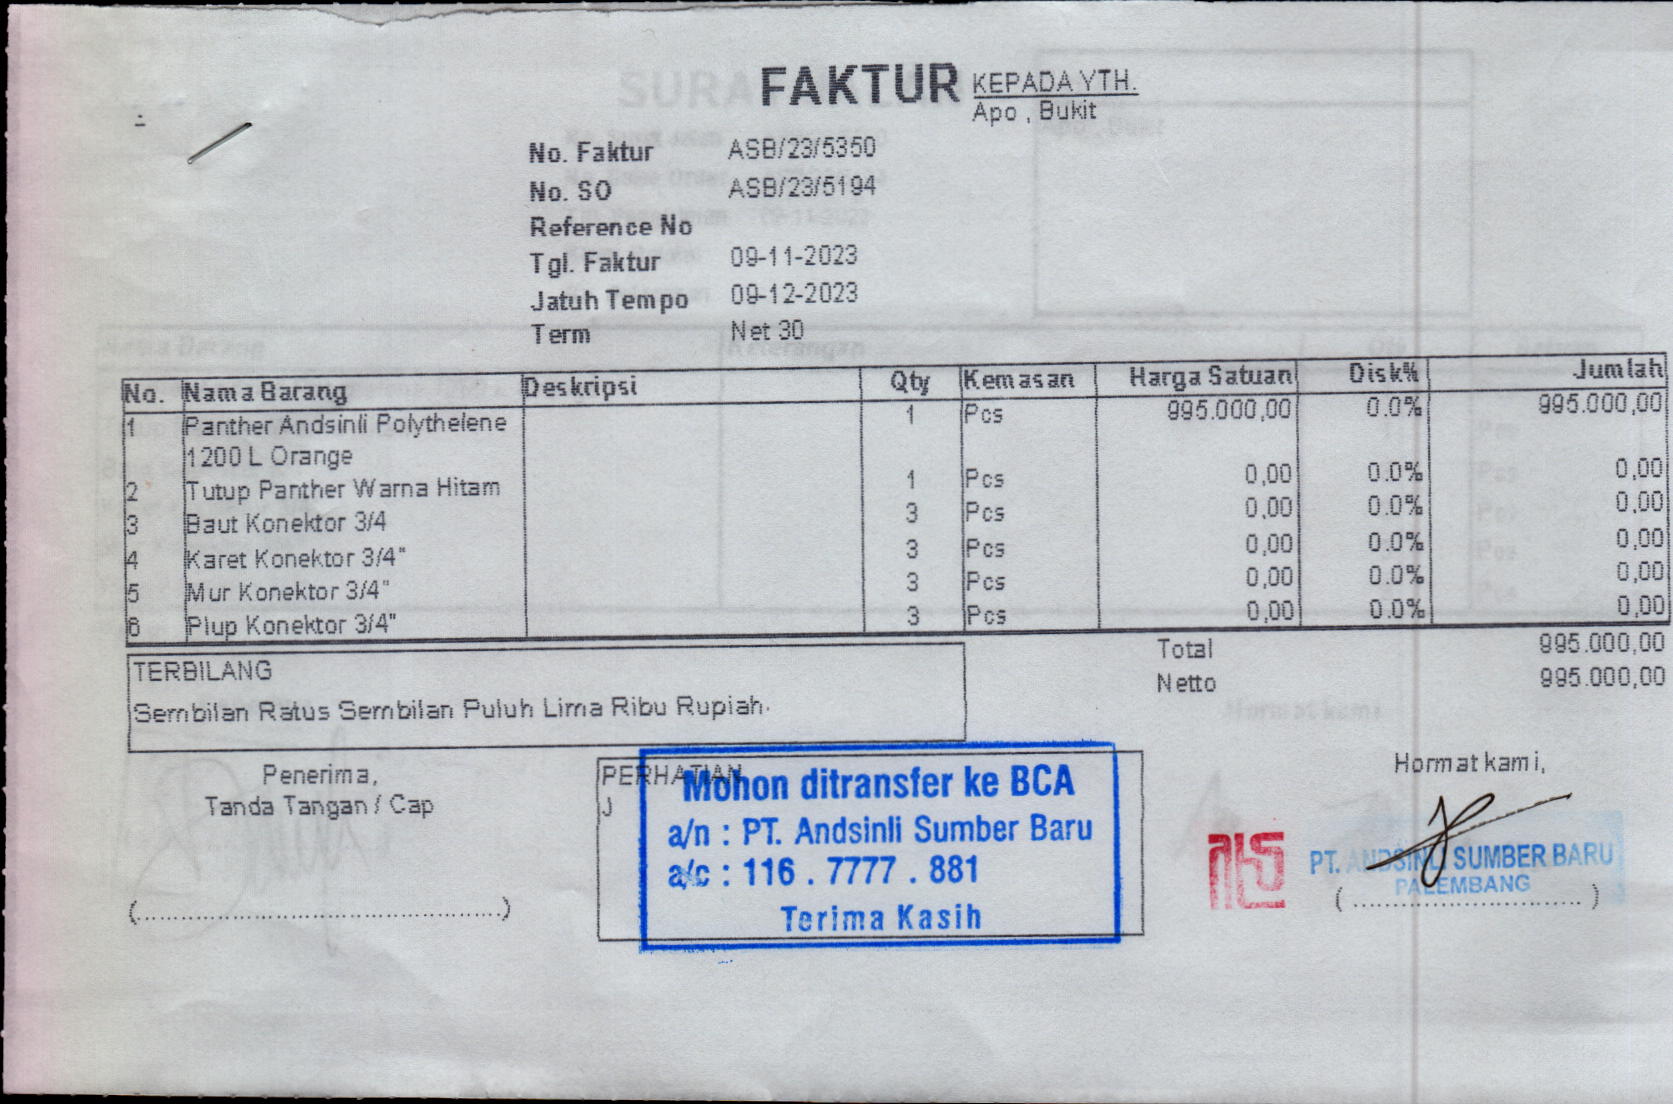 FAKTUR
KEPADA YTH.
Apo , Bukit
No. Faktur ASB/23/5350
No. SO ASB/23/5194
Reference No
Tgl. Faktur 09-11-2023
Jatuh Tempo 09-12-2023
Term Net 30
No. Nama Barang Deskripsi Qty Kemasan Harga Satuan Disk% Jumlah
1 Panther Andsinli Polythelene 1 Pcs 995.000,00 0.0% 995.000,00
1200 L Orange
2 Tutup Panther Warna Hitam 1 Pcs 0,00 0.0% 0,00
3 Baut Konektor 3/4 3 Pcs 0,00 0.0% 0,00
4 Karet Konektor 3/4" 3 Pcs 0,00 0.0% 0,00
5 Mur Konektor 3/4" 3 Pcs 0,00 0.0% 0,00
6 Plup Konektor 3/4" 3 Pcs 0,00 0.0% 0,00
Total 995.000,00
Netto 995.000,00
TERBILANG
Sembilan Ratus Sembilan Puluh Lima Ribu Rupiah.
Penerima,
Tanda Tangan / Cap
(..................................................)
PERHATIAN
J
Mohon ditransfer ke BCA
a/n : PT. Andsinli Sumber Baru
a/c : 116 . 7777 . 881
Terima Kasih
Hormat kami,
PT. ANDSINLI SUMBER BARU
PALEMBANG
( .............................. )